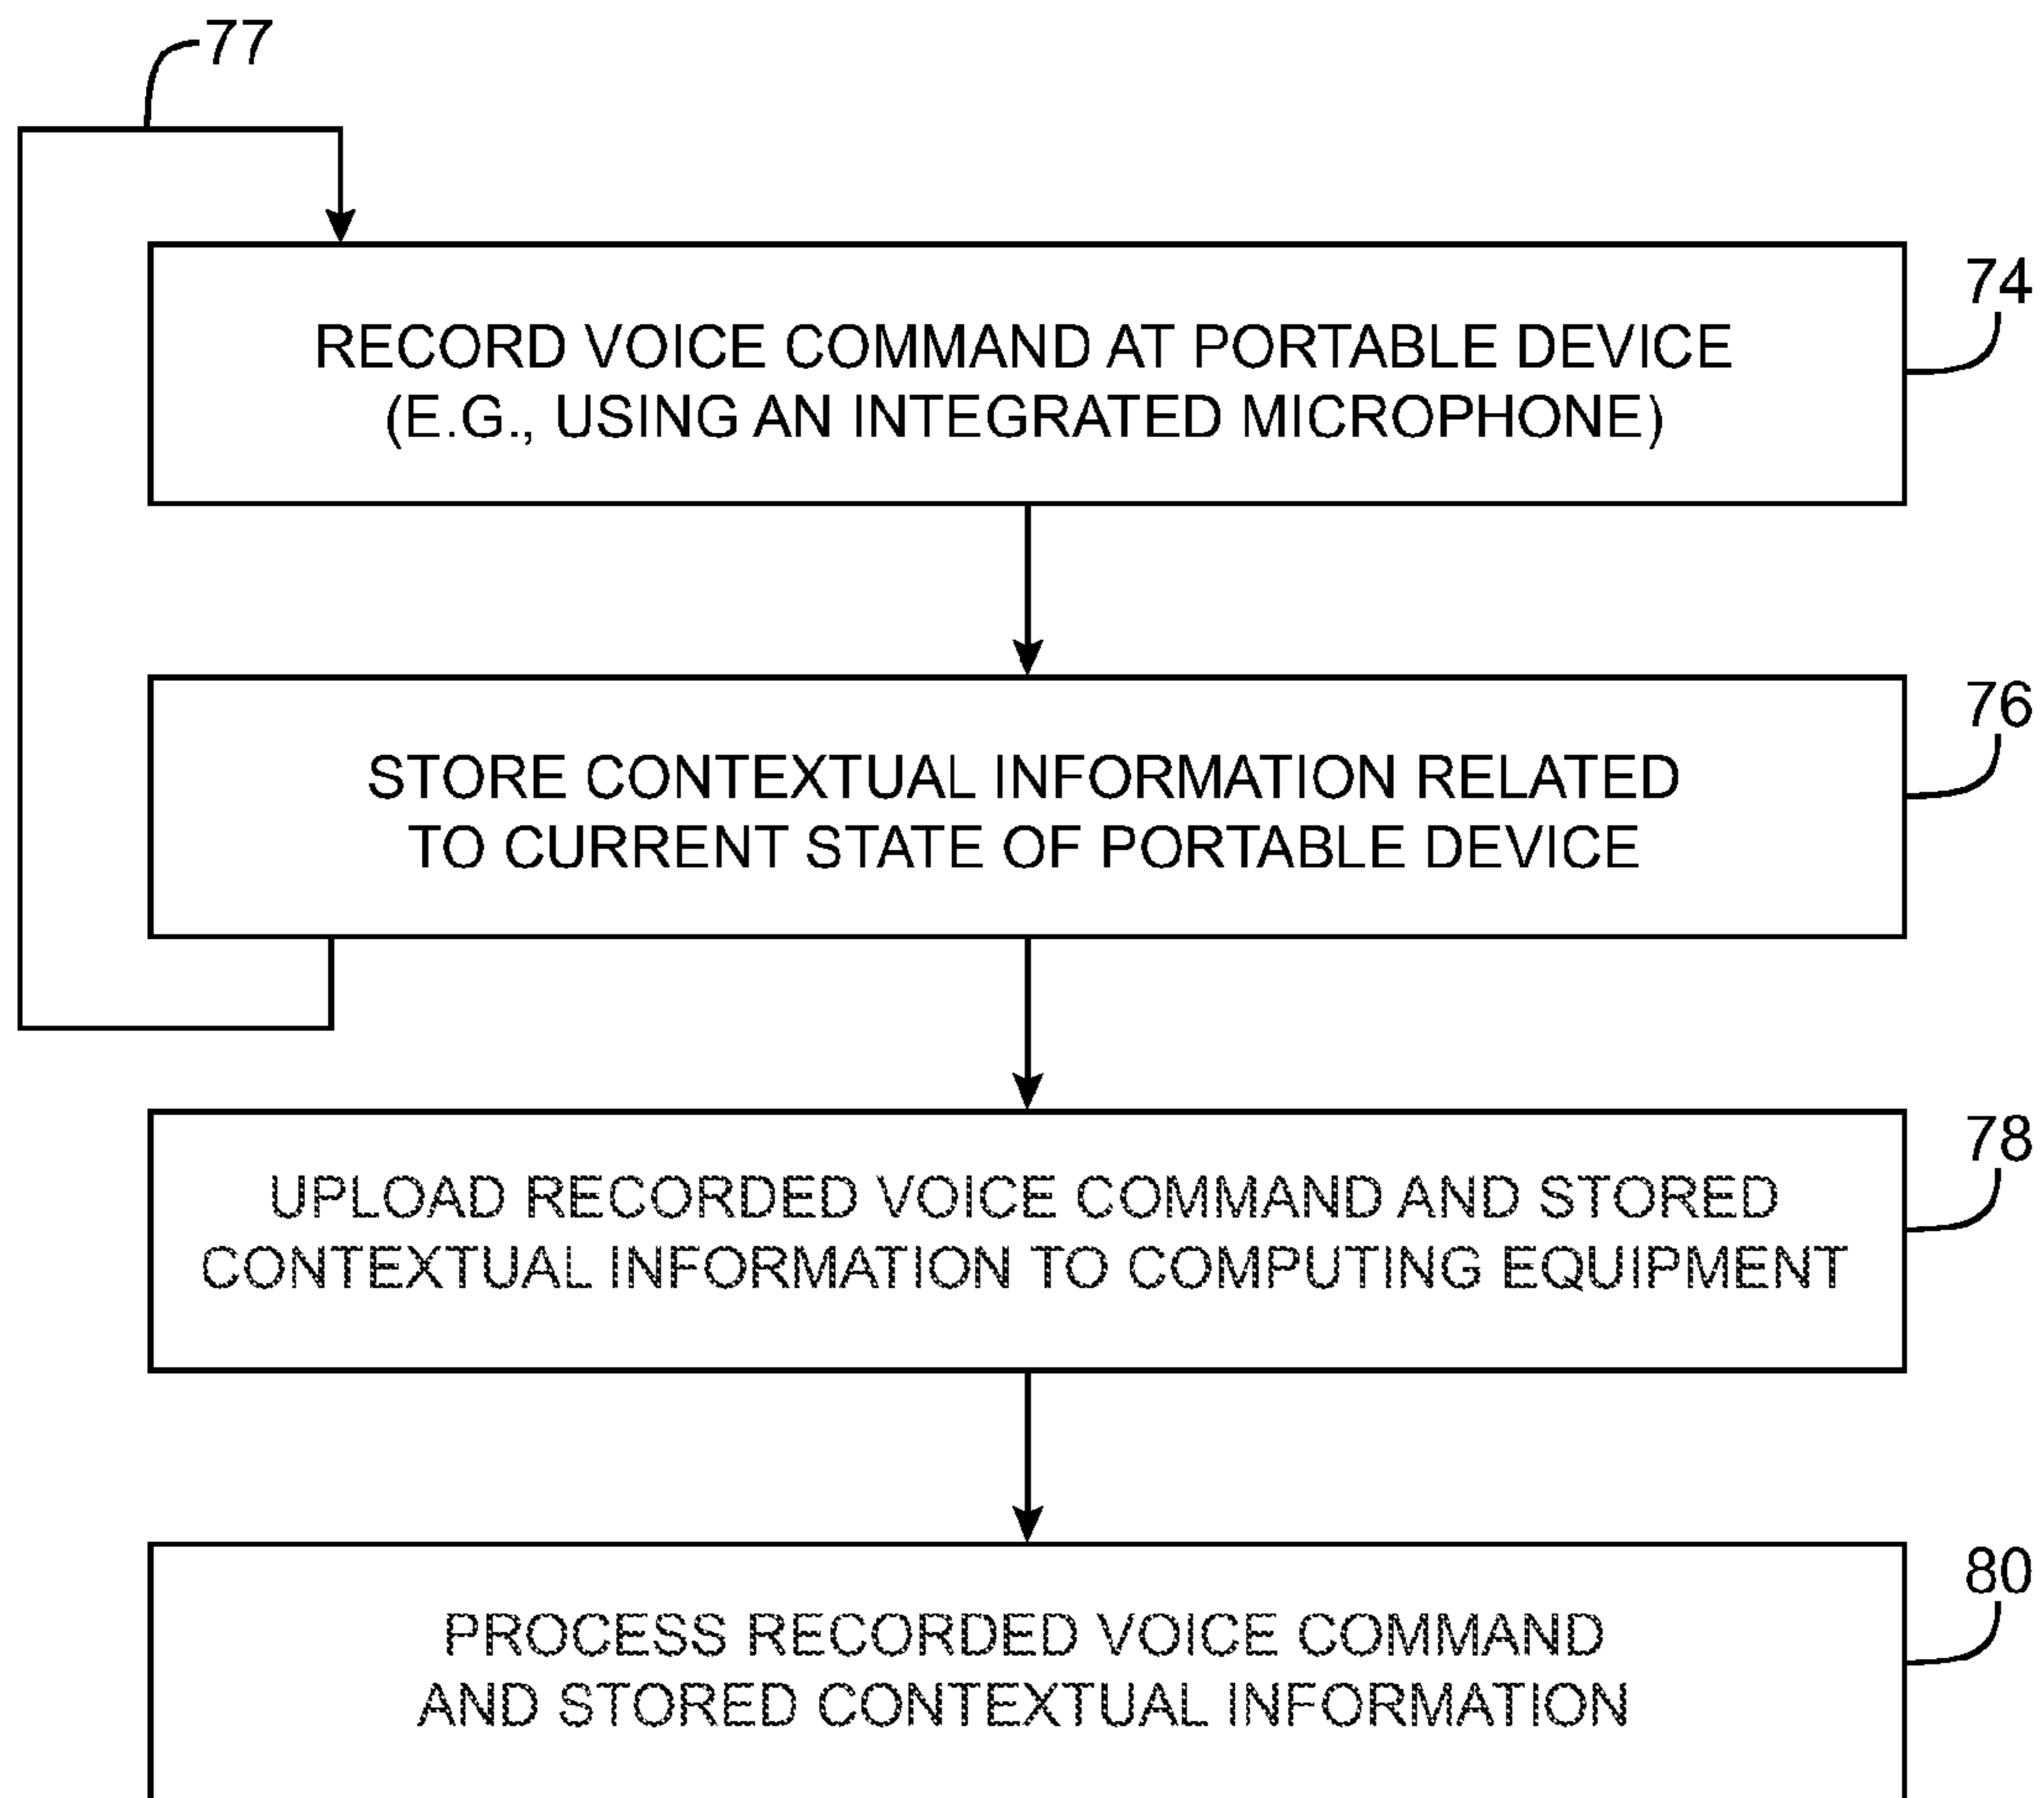 77
RECORD VOICE COMMAND AT PORTABLE DEVICE
(E.G., USING AN INTEGRATED MICROPHONE)
74
STORE CONTEXTUAL INFORMATION RELATED
TO CURRENT STATE OF PORTABLE DEVICE
76
UPLOAD RECORDED VOICE COMMAND AND STORED
CONTEXTUAL INFORMATION TO COMPUTING EQUIPMENT
78
PROCESS RECORDED VOICE COMMAND
AND STORED CONTEXTUAL INFORMATION
80